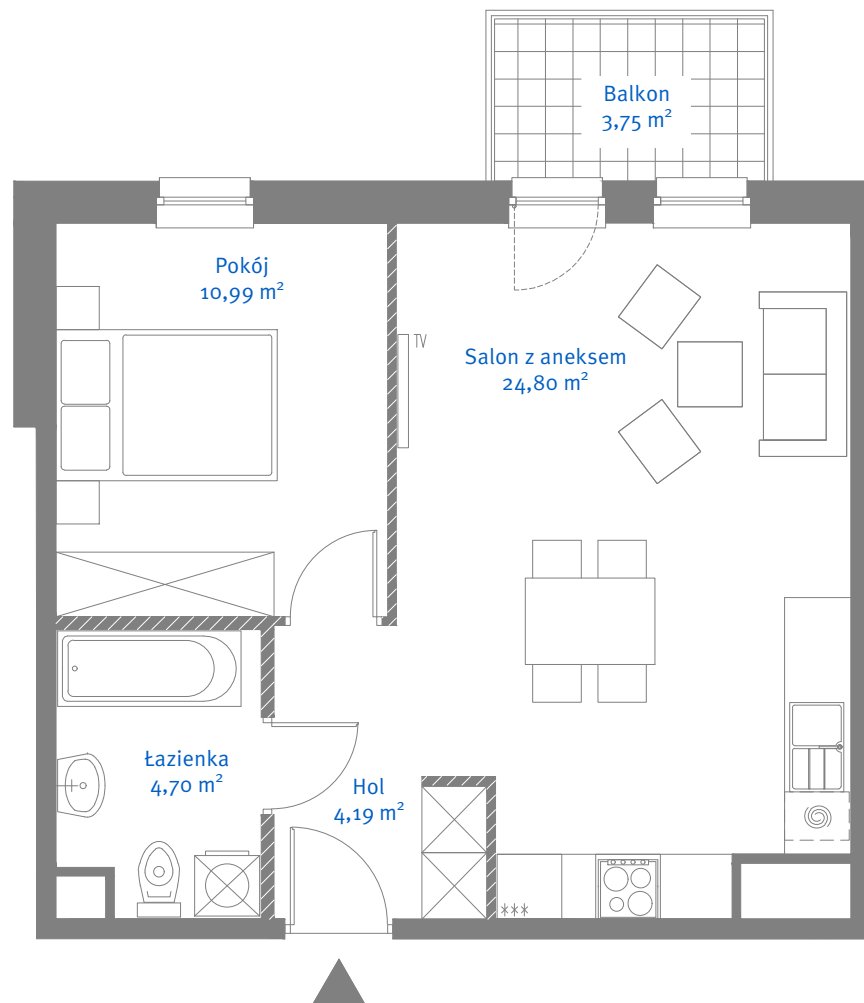 Balkon
3,75 m²
Pokój
10,99 m²
TV
Salon z aneksem
24,80 m²
Łazienka
4,70 m²
Hol
4,19 m²
***